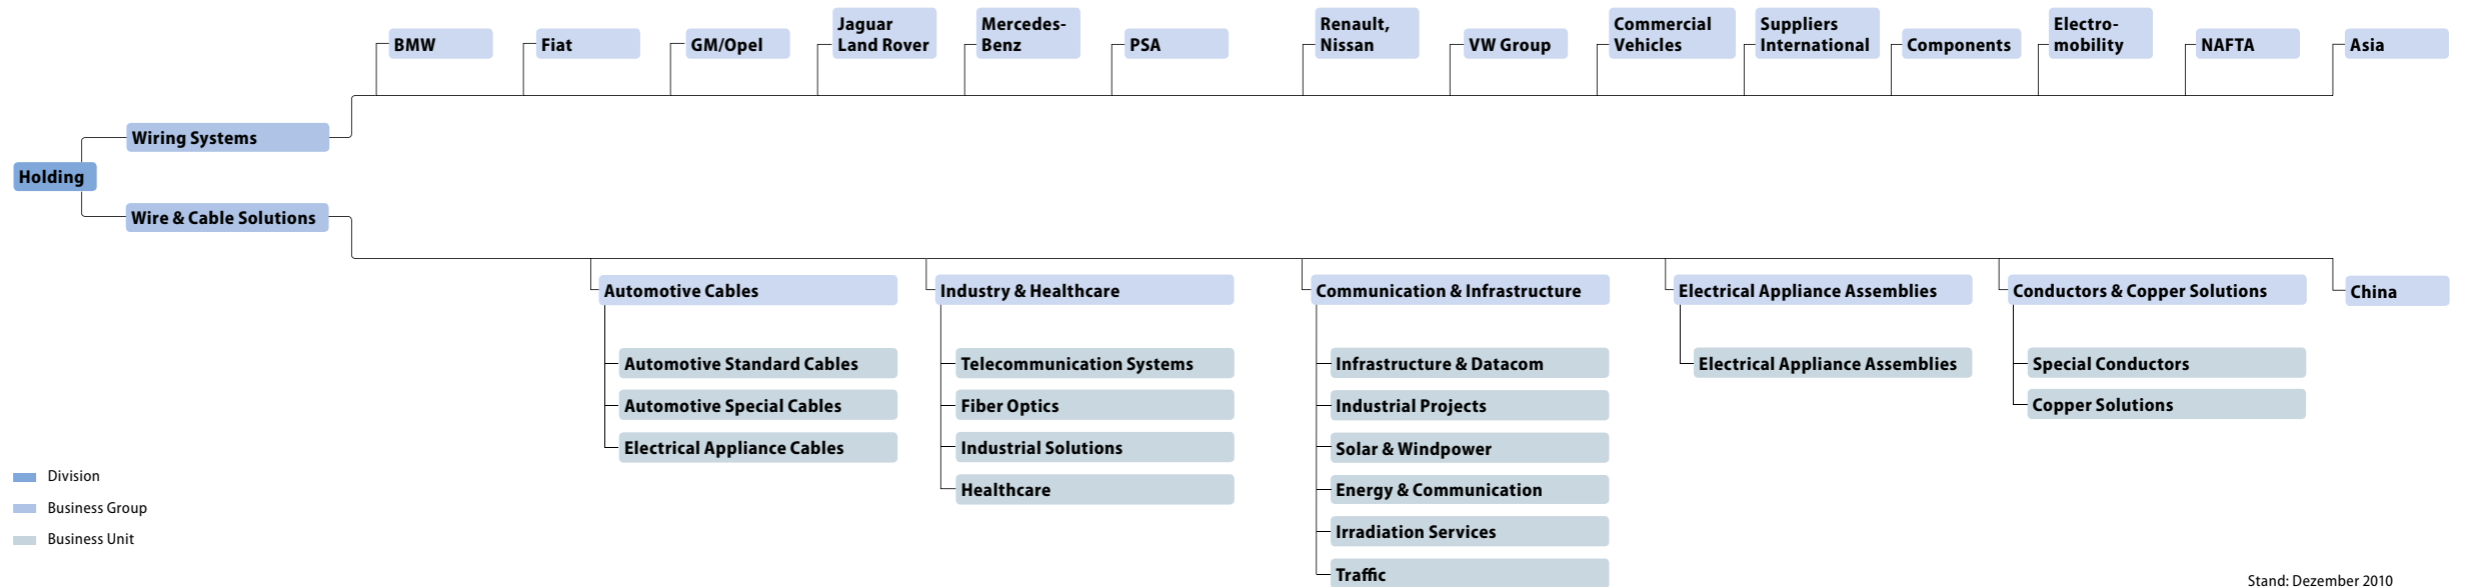 BMW
Fiat
GM/Opel
Jaguar
Land Rover
Mercedes-
Benz
PSA
Renault,
Nissan
VW Group
Commercial
Vehicles
Suppliers
International
Components
Electro-
mobility
NAFTA
Asia
Wiring Systems
Holding
Wire & Cable Solutions
Automotive Cables
Industry & Healthcare
Communication & Infrastructure
Electrical Appliance Assemblies
Conductors & Copper Solutions
China
Automotive Standard Cables
Automotive Special Cables
Electrical Appliance Cables
Telecommunication Systems
Fiber Optics
Industrial Solutions
Healthcare
Infrastructure & Datacom
Industrial Projects
Solar & Windpower
Energy & Communication
Irradiation Services
Traffic
Electrical Appliance Assemblies
Special Conductors
Copper Solutions
Division
Business Group
Business Unit
Stand: Dezember 2010